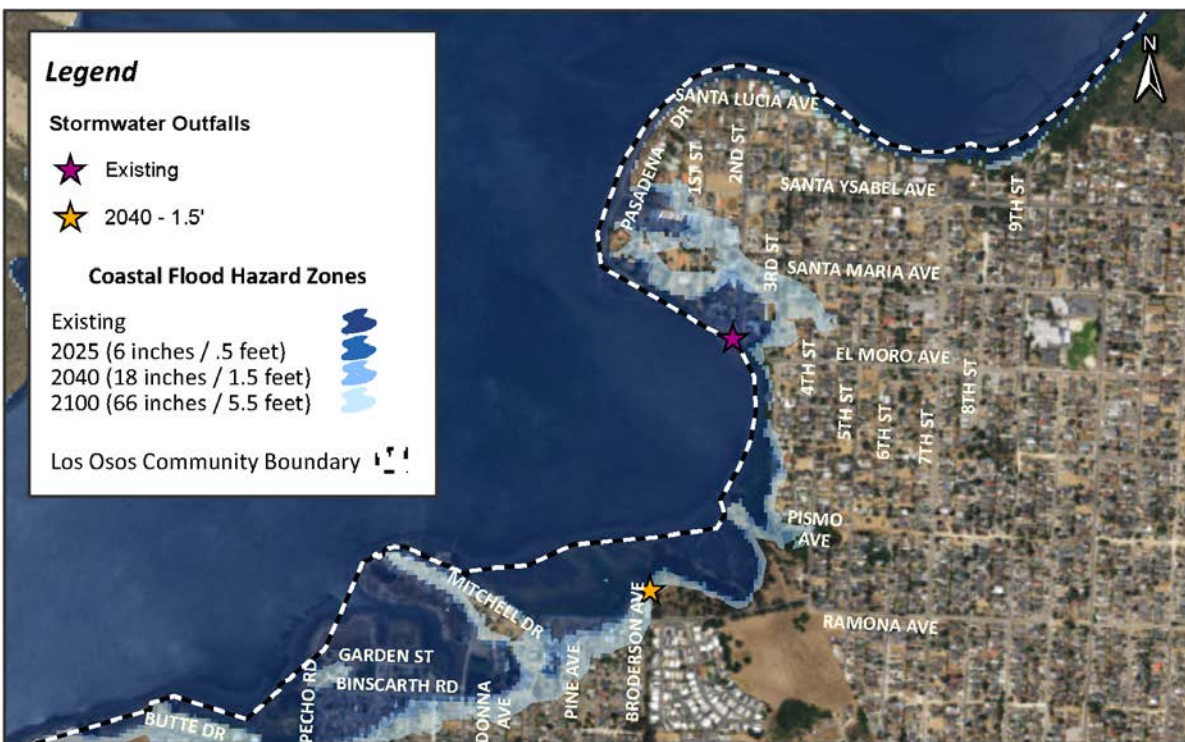 Legend
Stormwater Outfalls
Existing
2040 - 1.5'
Coastal Flood Hazard Zones
Existing
2025 (6 inches / .5 feet)
2040 (18 inches / 1.5 feet)
2100 (66 inches / 5.5 feet)
Los Osos Community Boundary
N
SANTA LUCIA AVE
PASADENA DR
1ST ST
2ND ST
SANTA YSABEL AVE
9TH ST
3RD ST
SANTA MARIA AVE
EL MORO AVE
4TH ST
5TH ST
6TH ST
7TH ST
8TH ST
PISMO
AVE
MITCHELL DR
BRODERSON AVE
RAMONA AVE
GARDEN ST
BINSCARTH RD
PECHO RD
DONNA
AVE
PINE AVE
BUTTE DR